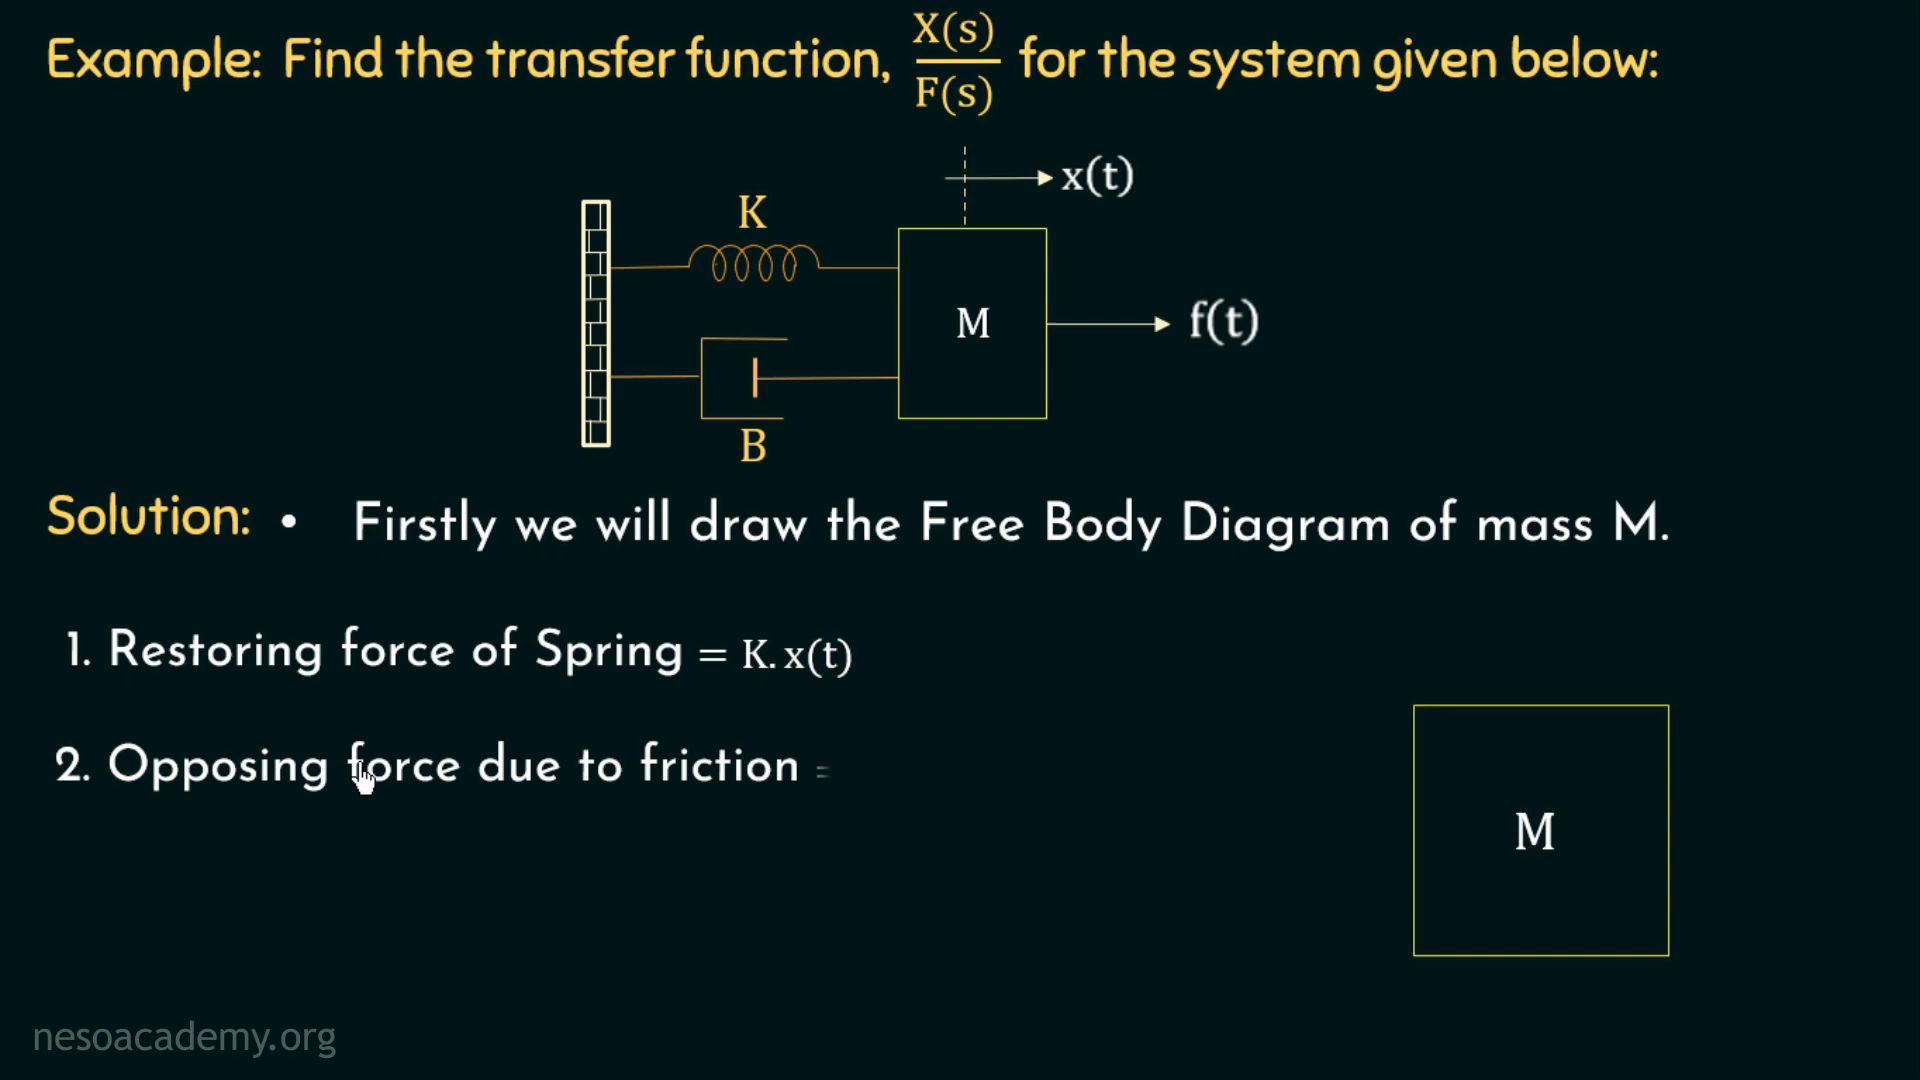 Example: Find the transfer function, X(s)/F(s) for the system given below:
x(t)
K
M
f(t)
B
Solution: • Firstly we will draw the Free Body Diagram of mass M.
1. Restoring force of Spring = K. x(t)
2. Opposing force due to friction =
M
nesoacademy.org